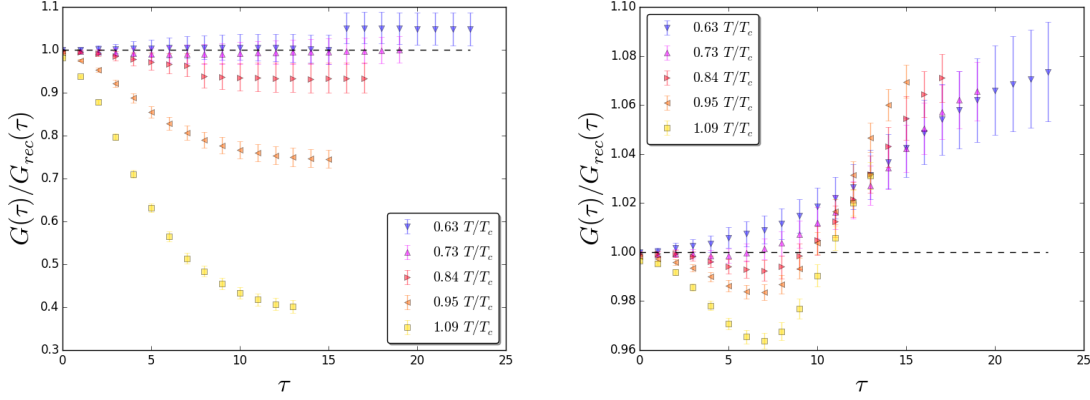 1.1
1.0
0.9
0.8
0.7
0.6
0.5
0.4
0.3
0 5 10 15 20 25
τ
G(τ)/G_{rec}(τ)
0.63 T/T_c
0.73 T/T_c
0.84 T/T_c
0.95 T/T_c
1.09 T/T_c
1.10
1.08
1.06
1.04
1.02
1.00
0.98
0.96
0 5 10 15 20 25
τ
G(τ)/G_{rec}(τ)
0.63 T/T_c
0.73 T/T_c
0.84 T/T_c
0.95 T/T_c
1.09 T/T_c